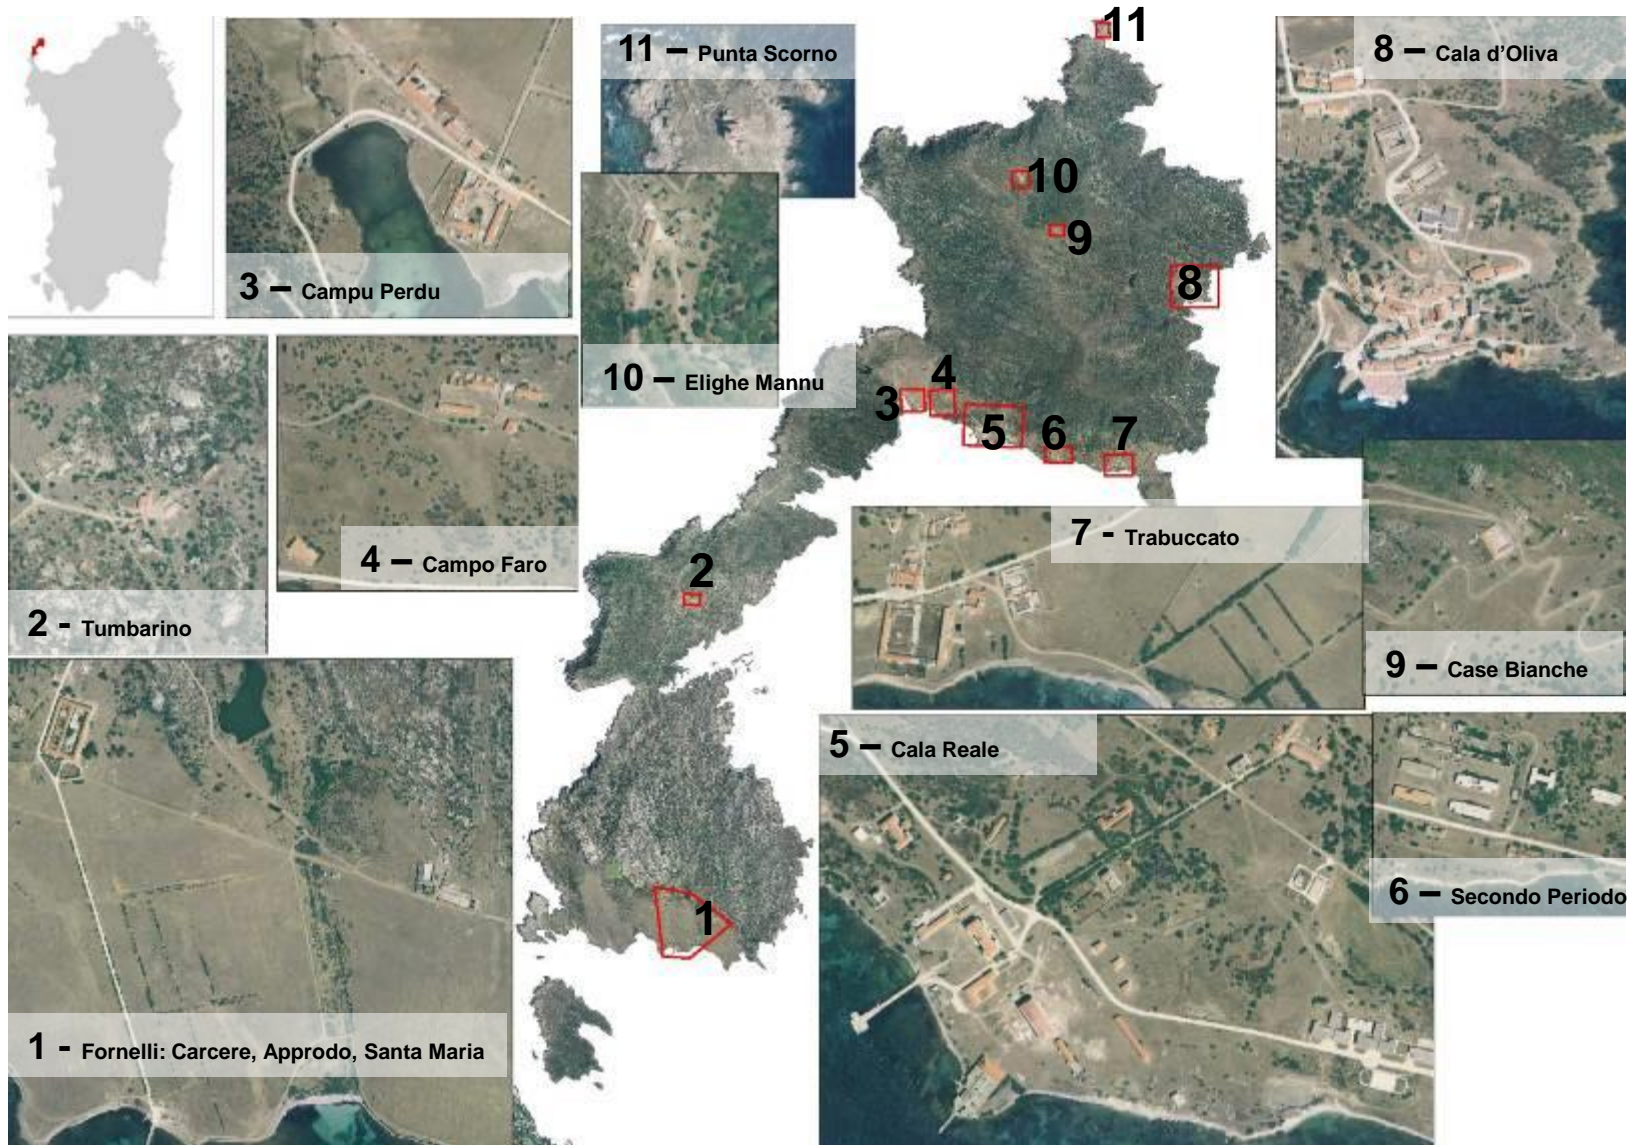 11 – Punta Scorno
11
8 – Cala d'Oliva
3 – Campu Perdu
10
9
8
10 – Elighe Mannu
3
4
5
6
7
2 - Tumbarino
4 – Campo Faro
2
7 - Trabuccato
9 – Case Bianche
5 – Cala Reale
6 – Secondo Periodo
1
1 - Fornelli: Carcere, Approdo, Santa Maria